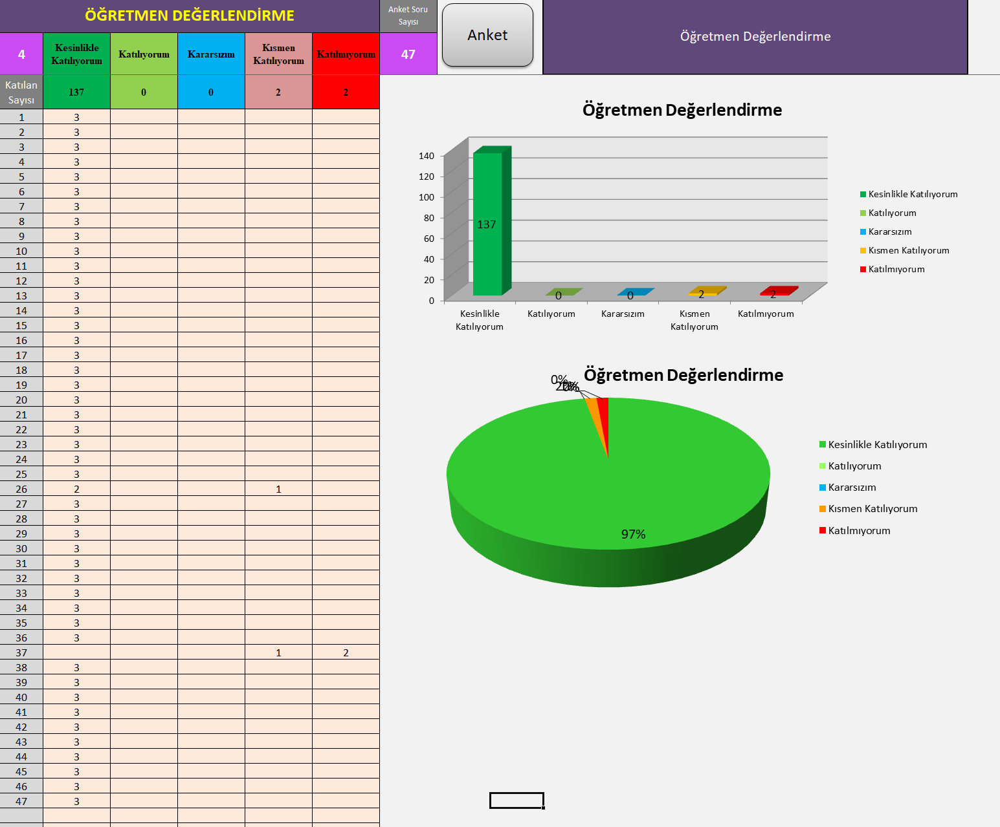 ÖĞRETMEN DEĞERLENDİRME
Anket Soru
Sayısı
Anket
Öğretmen Değerlendirme
4
Kesinlikle
Katılıyorum
Katılıyorum
Kararsızım
Kısmen
Katılıyorum
Katılmıyorum
47
Katılan
Sayısı
137
0
0
2
2
1 3
2 3
3 3
4 3
5 3
6 3
7 3
8 3
9 3
10 3
11 3
12 3
13 3
14 3
15 3
16 3
17 3
18 3
19 3
20 3
21 3
22 3
23 3
24 3
25 3
26 2 1
27 3
28 3
29 3
30 3
31 3
32 3
33 3
34 3
35 3
36 3
37 1 2
38 3
39 3
40 3
41 3
42 3
43 3
44 3
45 3
46 3
47 3
Öğretmen Değerlendirme
140
120
100
80
60
40
20
0
137
0
0
2
2
Kesinlikle
Katılıyorum
Katılıyorum
Kararsızım
Kısmen
Katılıyorum
Katılmıyorum
Kesinlikle Katılıyorum
Katılıyorum
Kararsızım
Kısmen Katılıyorum
Katılmıyorum
Öğretmen Değerlendirme
0%
97%
Kesinlikle Katılıyorum
Katılıyorum
Kararsızım
Kısmen Katılıyorum
Katılmıyorum